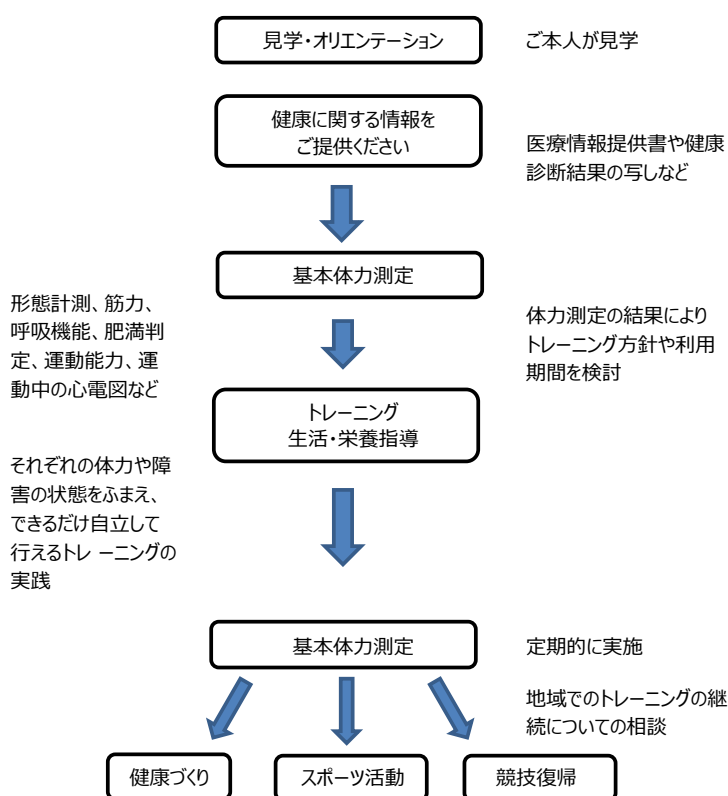 見学・オリエンテーション
ご本人が見学
健康に関する情報を
ご提供ください
医療情報提供書や健康
診断結果の写しなど
基本体力測定
形態計測、筋力、
呼吸機能、肥満判
定、運動能力、運
動中の心電図など
体力測定の結果により
トレーニング方針や利用
期間を検討
トレーニング
生活・栄養指導
それぞれの体力や障
害の状態をふまえ、
できるだけ自立して
行えるトレ ーニングの
実践
基本体力測定
定期的に実施
地域でのトレーニングの継
続についての相談
健康づくり
スポーツ活動
競技復帰